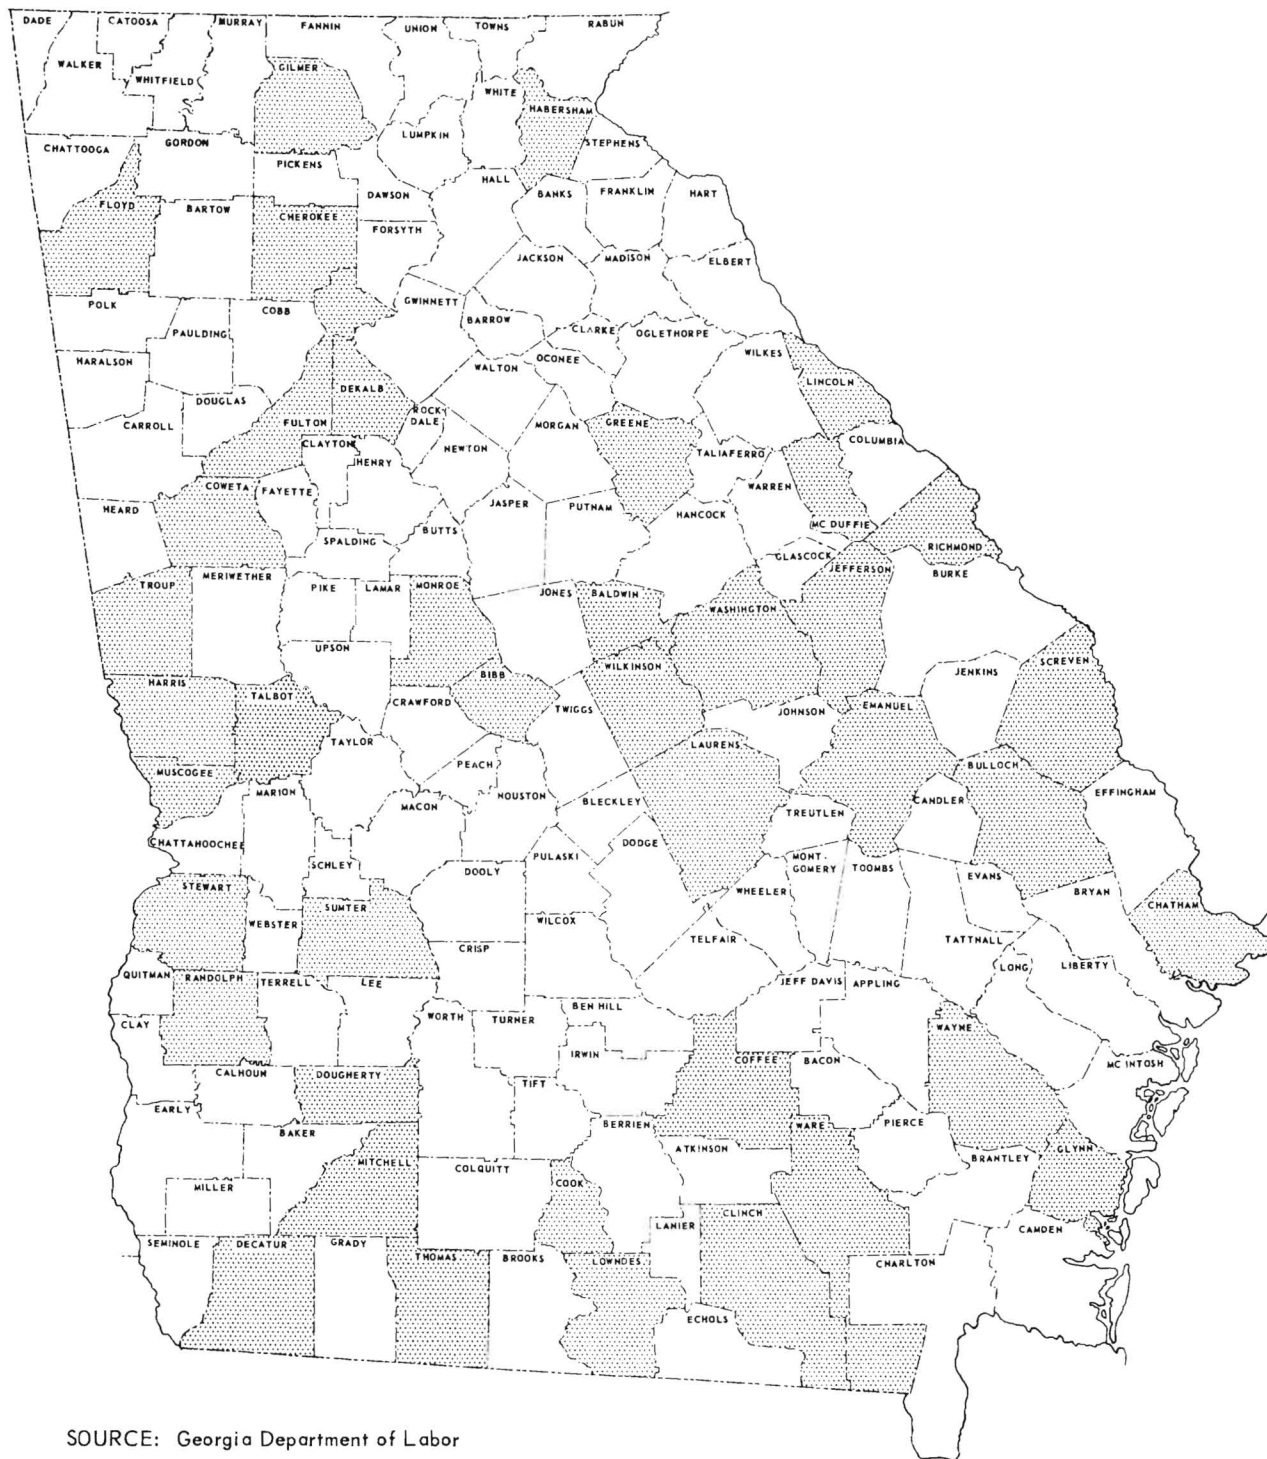 DADE
CATOOSA
MURRAY
FANNIN
UNION
TOWNS
RABUN
WALKER
WHITFIELD
GILMER
WHITE
HABERSHAM
LUMPKIN
STEPHENS
CHATTOOGA
GORDON
PICKENS
DAWSON
HALL
BANKS
FRANKLIN
HART
FLOYD
BARTOW
CHEROKEE
FORSYTH
JACKSON
MADISON
ELBERT
POLK
PAULDING
COBB
GWINNETT
BARROW
CLARKE
OGLETHORPE
OCONEE
WILKES
HARALSON
WALTON
LINCOLN
DEKALB
DOUGLAS
CARROLL
FULTON
ROCK
DALE
MORGAN
GREENE
COLUMBIA
CLAYTON
HENRY
NEWTON
TALIAFERRO
WARREN
HEARD
COWETA
FAYETTE
JASPER
PUTNAM
HANCOCK
MC DUFFIE
SPALDING
BUTTS
GLASCOCK
RICHMOND
TROUP
MERIWETHER
PIKE
LAMAR
MONROE
JONES
BALDWIN
WASHINGTON
JEFFERSON
BURKE
UPSON
WILKINSON
BIBB
JENKINS
SCREVEN
HARRIS
TALBOT
CRAWFORD
TWIGGS
JOHNSON
EMANUEL
TAYLOR
PEACH
LAURENS
MUSCOGEE
MARION
MACON
HOUSTON
BLECKLEY
TREUTLEN
CANDLER
BULLOCH
EFFINGHAM
CHATTAHOOCHEE
SCHLEY
DOOLY
PULASKI
DODGE
MONT-
GOMERY
TOOMBS
EVANS
BRYAN
STEWART
WEBSTER
SUMTER
WHEELER
CHATHAM
CRISP
WILCOX
TELFAIR
TATTNALL
QUITMAN
RANDOLPH
TERRELL
LEE
JEFF DAVIS
APPLING
LONG
LIBERTY
CLAY
WORTH
TURNER
BEN HILL
WAYNE
CALHOUN
DOUGHERTY
IRWIN
COFFEE
BACON
MC INTOSH
EARLY
TIFT
BAKER
BERRIEN
WARE
PIERCE
MITCHELL
COLQUITT
ATKINSON
BRANTLEY
GLYNN
MILLER
COOK
LANIER
CLINCH
CAMDEN
SEMINOLE
DECATUR
GRADY
THOMAS
BROOKS
LOWNDES
CHARLTON
ECHOLS
SOURCE: Georgia Department of Labor